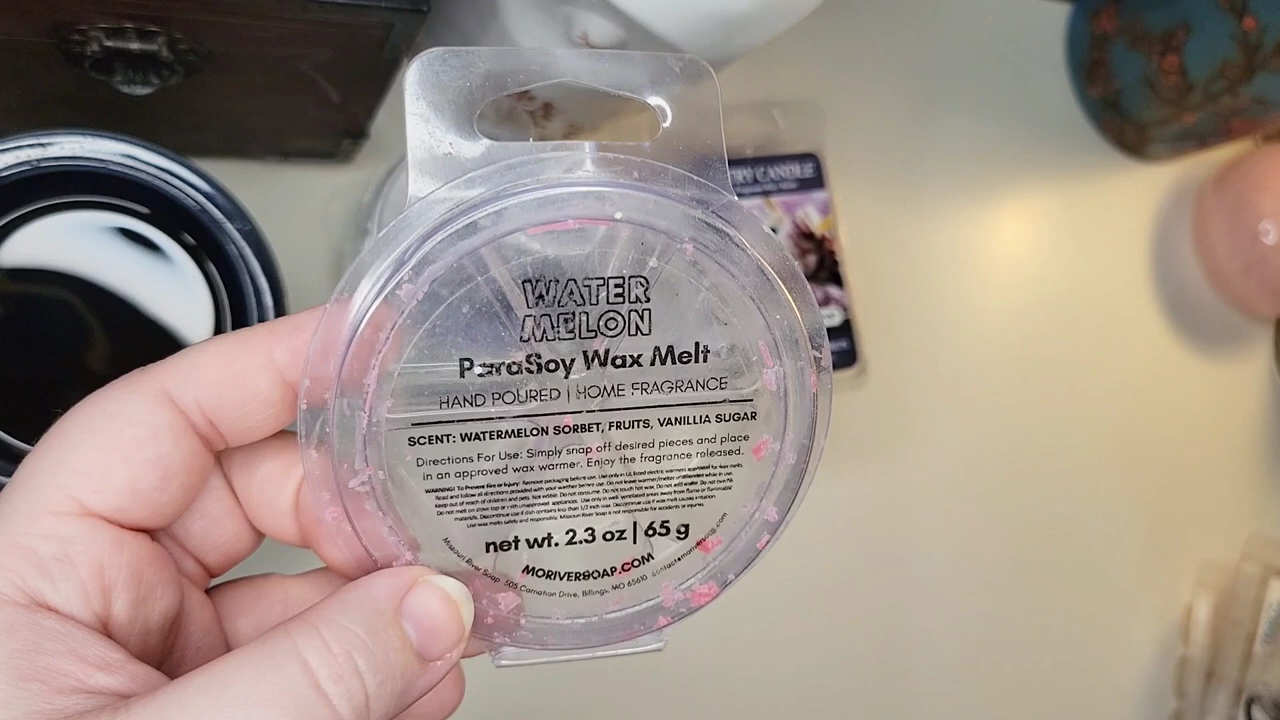 WATER
MELON
ParaSoy Wax Melt
HAND POURED | HOME FRAGRANCE
SCENT: WATERMELON SORBET, FRUITS, VANILLIA SUGAR
Directions For Use: Simply snap off desired pieces and place
in an approved wax warmer. Enjoy the fragrance released.
WARNING! To Prevent Fire or Injury: Remove packaging before use. Use only in UL listed electric warmers approved for wax melts.
Read and follow all directions provided with your warmer before use. Do not leave warmer/melter unattended while in use.
Keep out of reach of children and pets. Not edible. Do not consume. Do not touch hot wax. Do not add water. Do not overfill.
Do not melt on stove top or with unapproved appliances. Use only in well-ventilated areas away from flame or flammable
materials. Discontinue use if dish contains less than 1/2 inch wax. Discontinue use if wax melt causes irritation.
Use wax melts safely and responsibly. Missouri River Soap is not responsible for accidents or injuries.
net wt. 2.3 oz | 65 g
MORIVERSOAP.COM
Missouri River Soap 505 Carnation Drive, Billings, MO 65610 contact@moriversoap.com
CANDLE